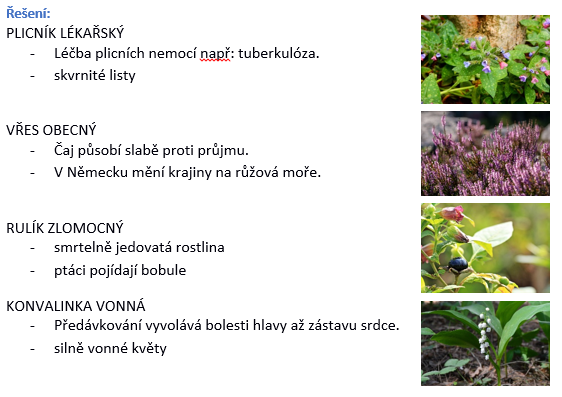 Řešení:
PLICNÍK LÉKAŘSKÝ
- Léčba plicních nemocí např: tuberkulóza.
- skvrnité listy
VŘES OBECNÝ
- Čaj působí slabě proti průjmu.
- V Německu mění krajiny na růžová moře.
RULÍK ZLOMOCNÝ
- smrtelně jedovatá rostlina
- ptáci pojídají bobule
KONVALINKA VONNÁ
- Předávkování vyvolává bolesti hlavy až zástavu srdce.
- silně vonné květy